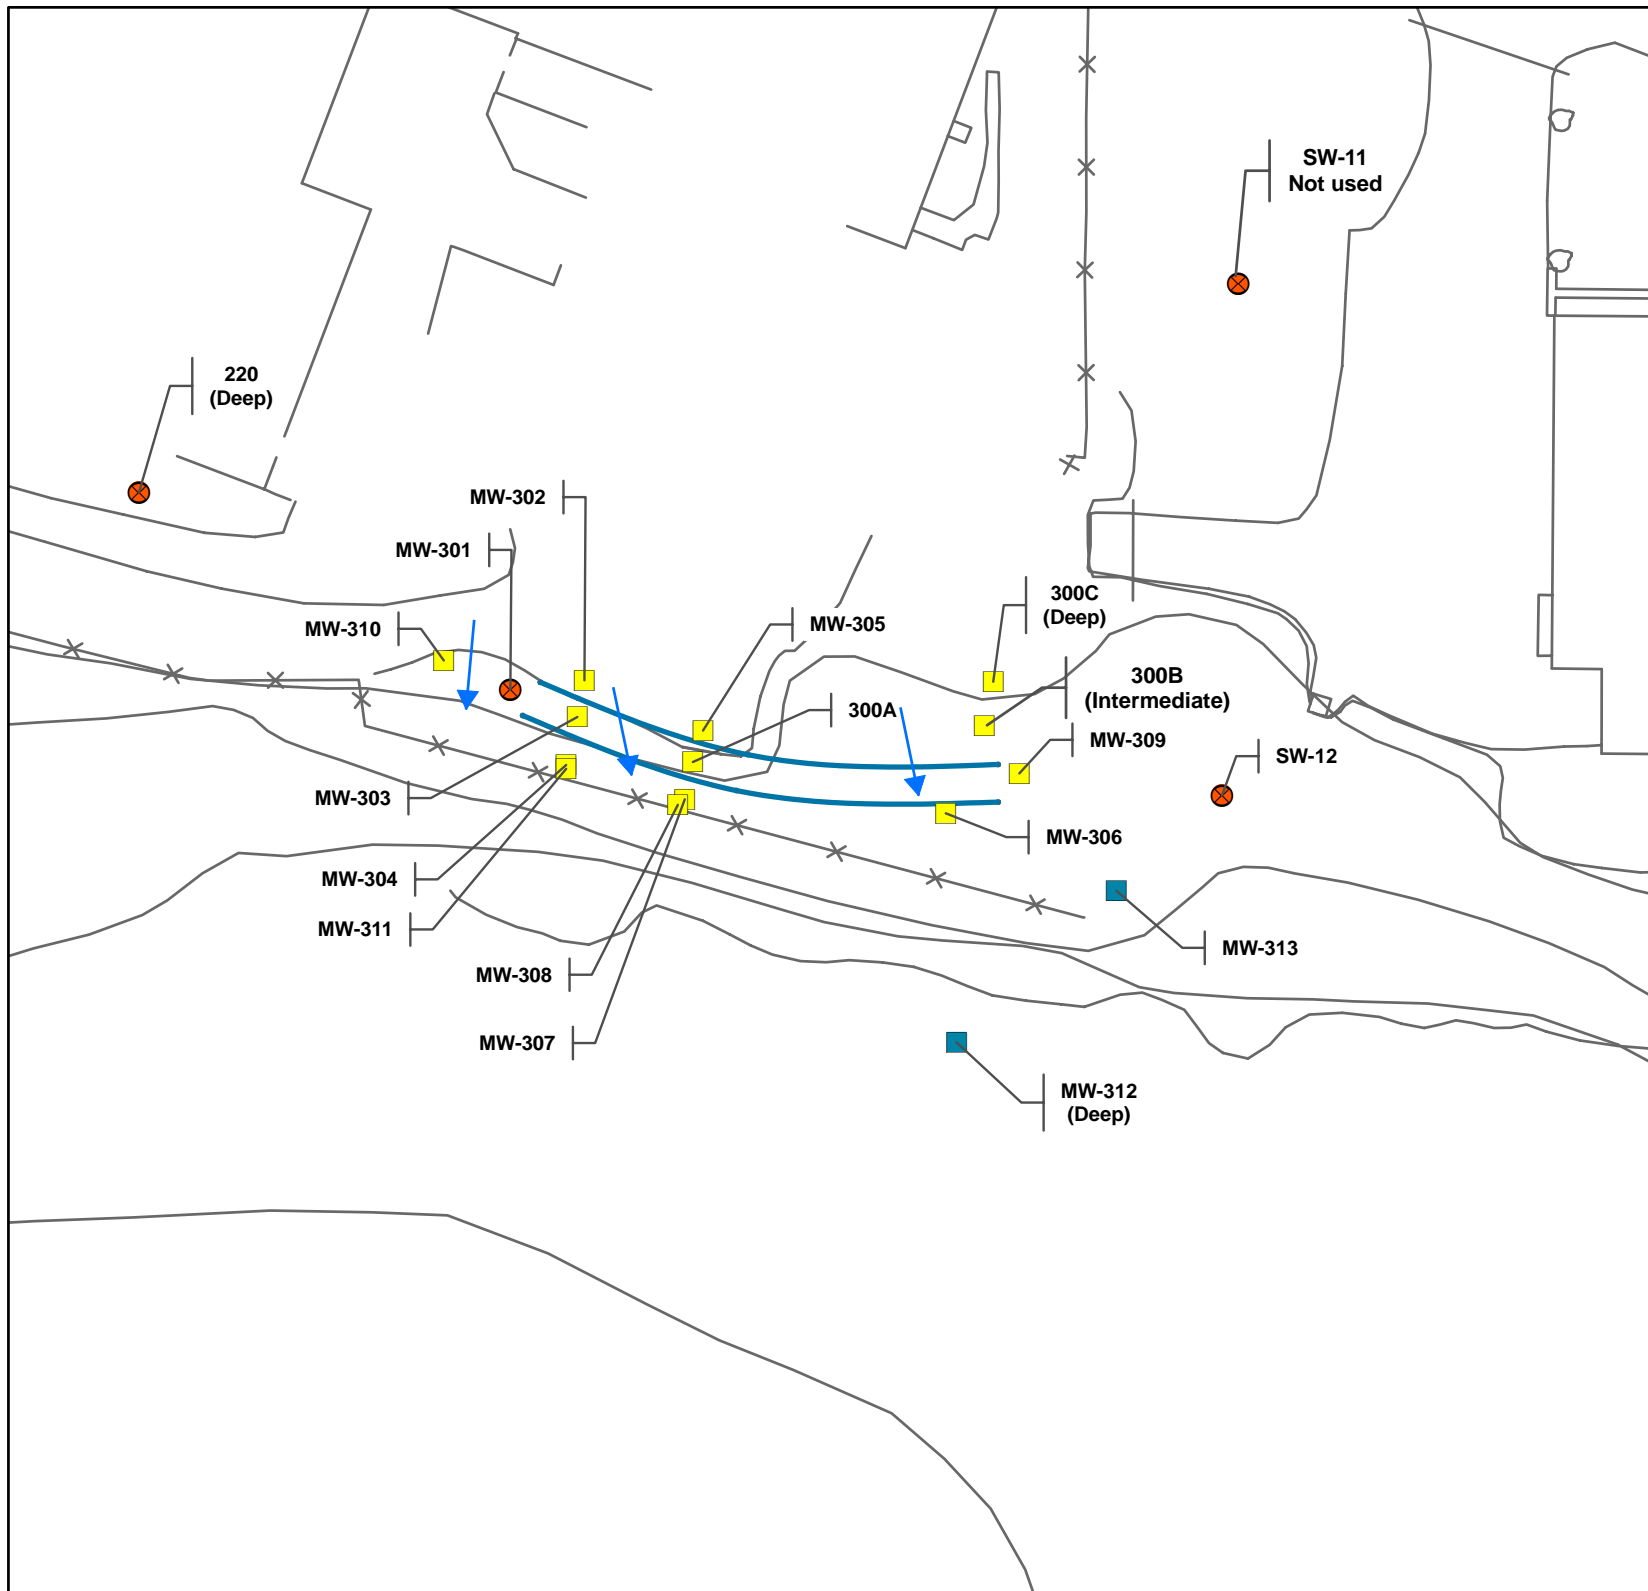 SW-11
Not used
220
(Deep)
MW-302
MW-301
300C
(Deep)
MW-310
MW-305
300B
(Intermediate)
300A
MW-309
SW-12
MW-303
MW-306
MW-304
MW-311
MW-313
MW-308
MW-307
MW-312
(Deep)